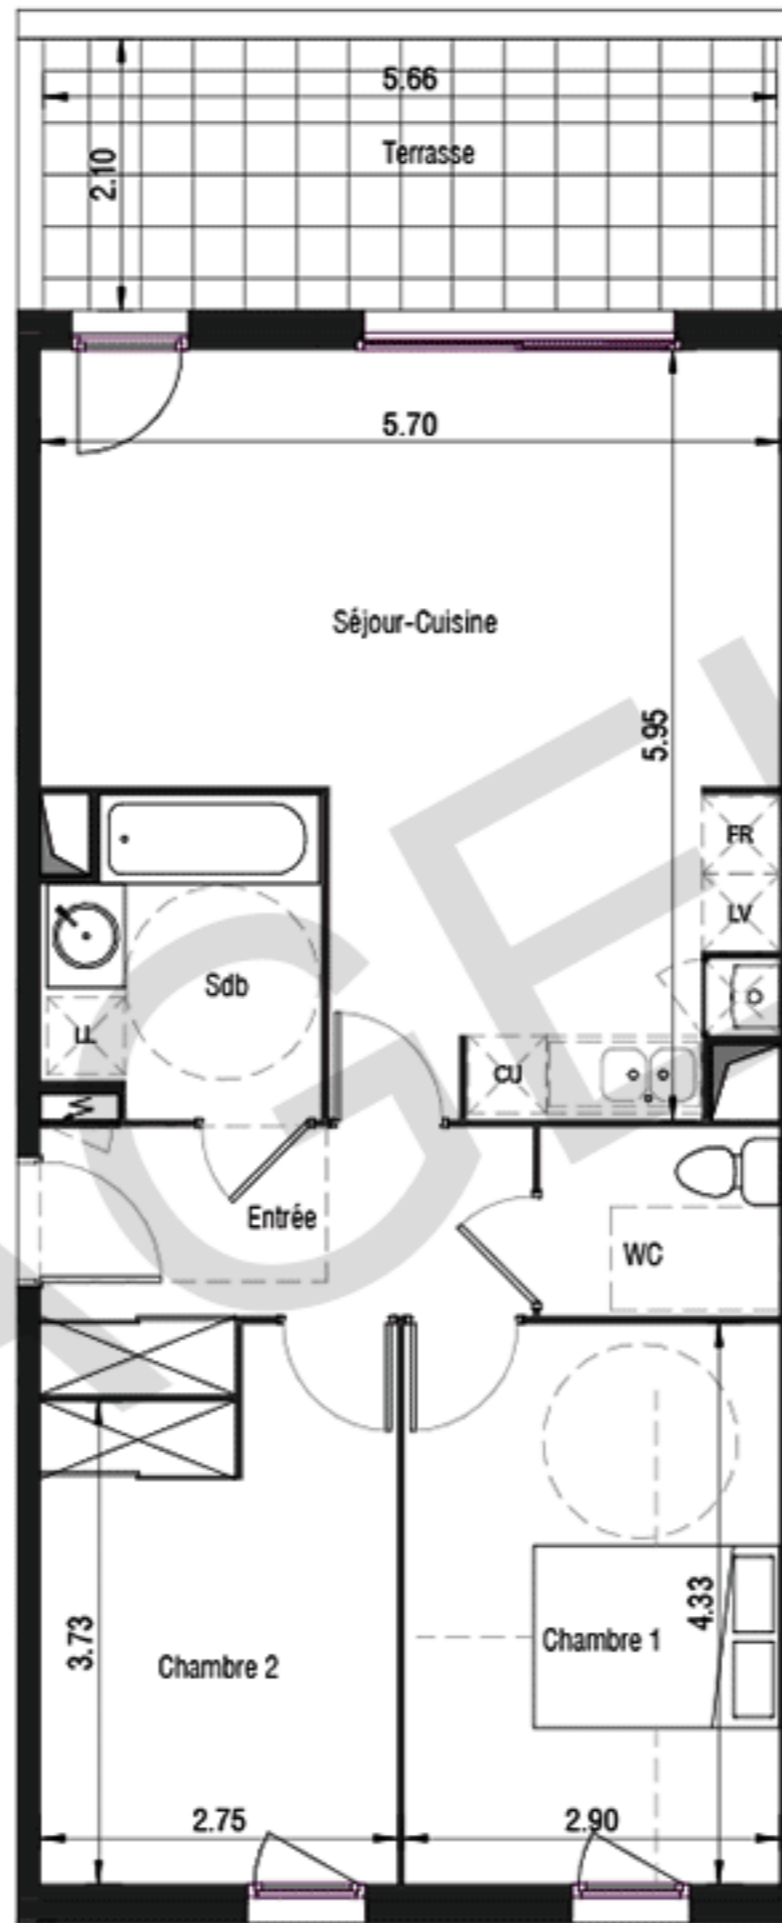 5.66
Terrasse
2.10
5.70
Séjour-Cuisine
5.95
FR
LV
Sdb
LL
CU
Entrée
WC
3.73
4.33
Chambre 1
Chambre 2
2.75
2.90